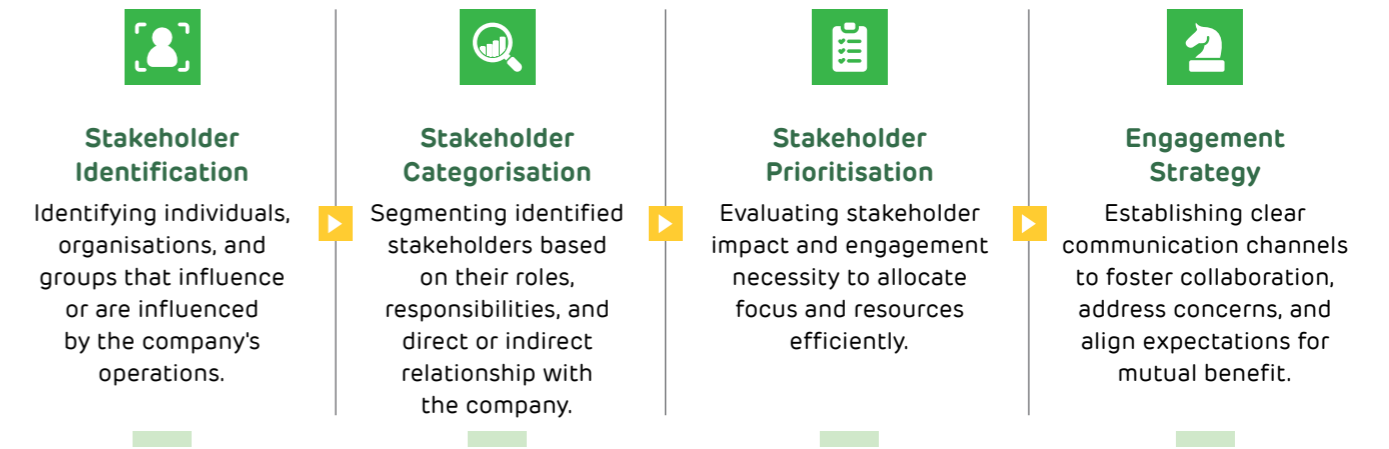 Stakeholder
Identification
Identifying individuals,
organisations, and
groups that influence
or are influenced
by the company's
operations.
Stakeholder
Categorisation
Segmenting identified
stakeholders based
on their roles,
responsibilities, and
direct or indirect
relationship with
the company.
Stakeholder
Prioritisation
Evaluating stakeholder
impact and engagement
necessity to allocate
focus and resources
efficiently.
Engagement
Strategy
Establishing clear
communication channels
to foster collaboration,
address concerns, and
align expectations for
mutual benefit.